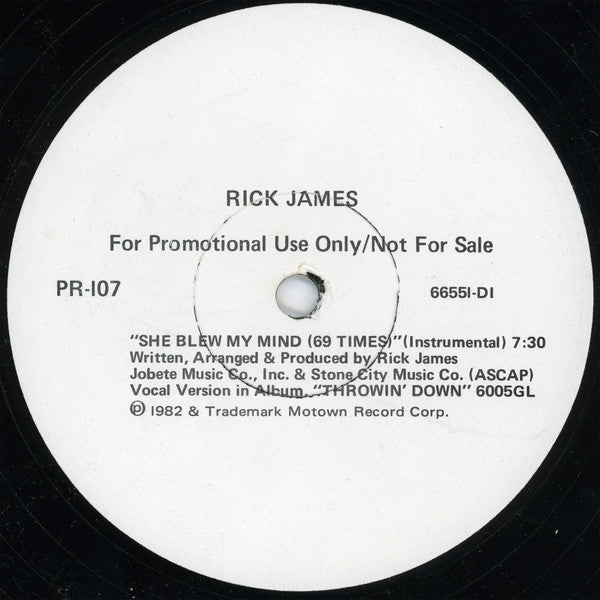 RICK JAMES
For Promotional Use Only/Not For Sale
PR-107
66551-D1
"SHE BLEW MY MIND (69 TIMES)" (Instrumental) 7:30
Written, Arranged & Produced by Rick James
Jobete Music Co., Inc. & Stone City Music Co. (ASCAP)
Vocal Version in Album, "THROWIN' DOWN" 6005GL
℗ 1982 & Trademark Motown Record Corp.